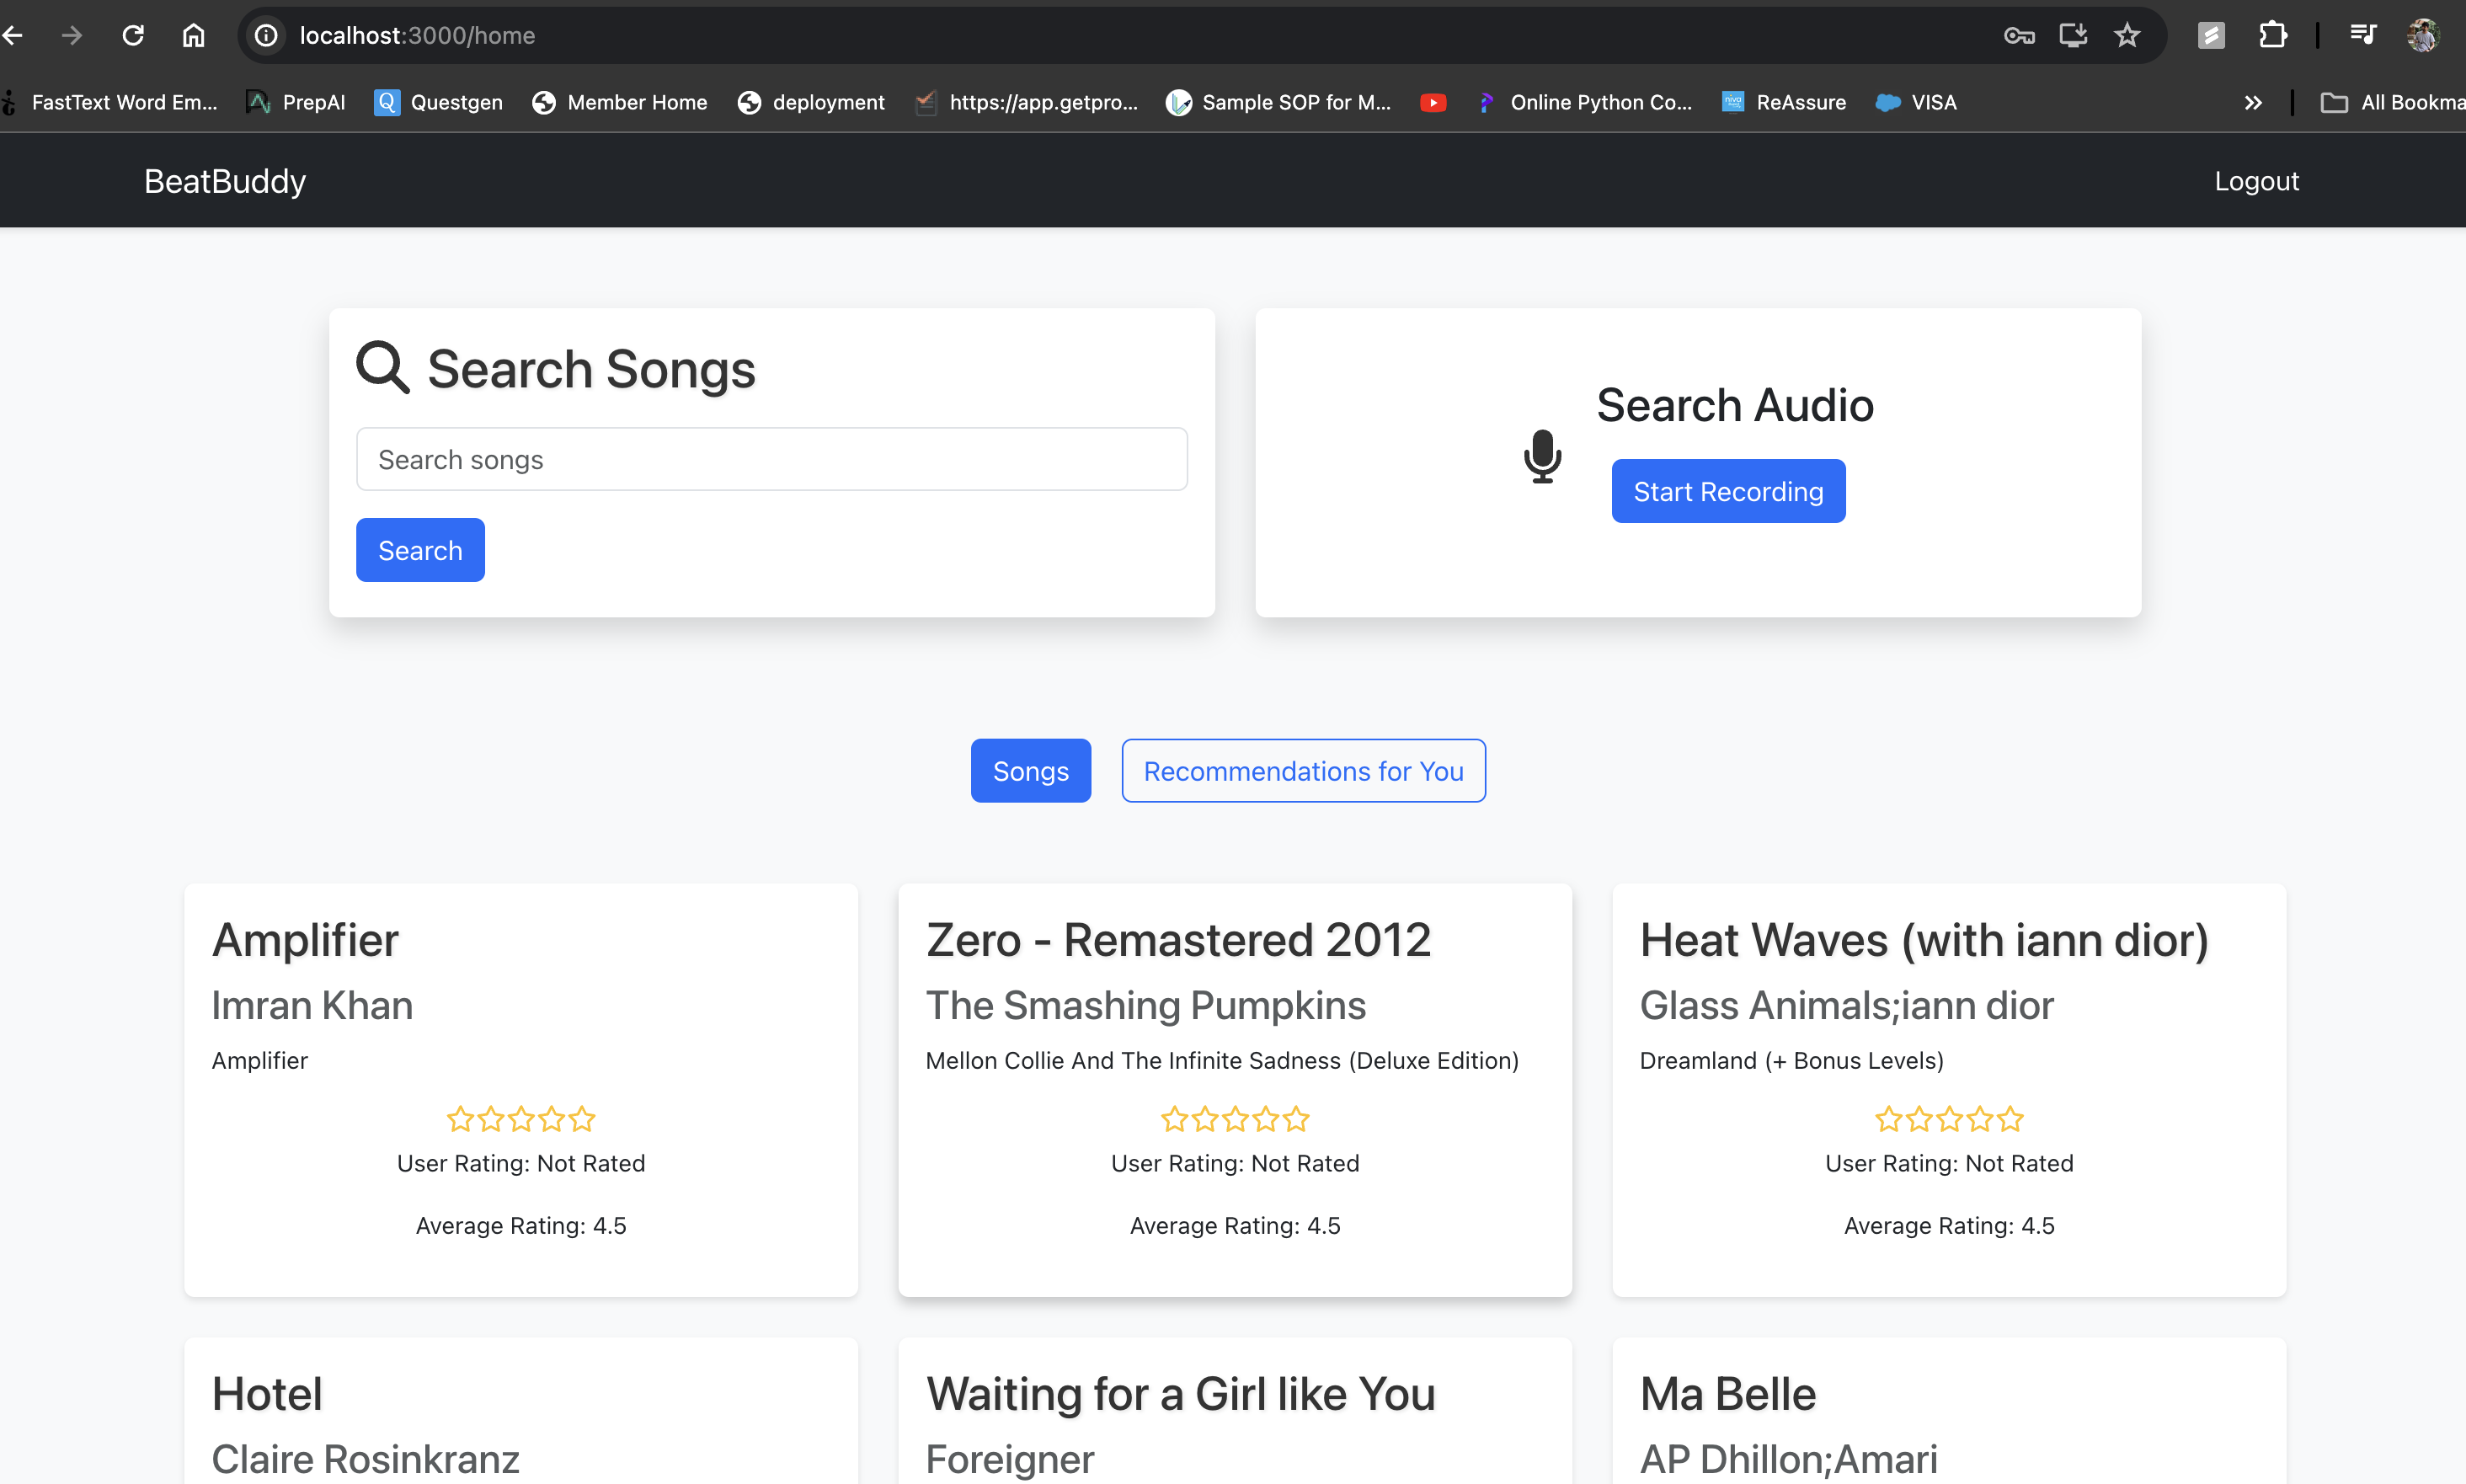 localhost:3000/home
FastText Word Em...
PrepAI
Questgen
Member Home
deployment
https://app.getpro...
Sample SOP for M...
Online Python Co...
ReAssure
VISA
All Bookma
BeatBuddy
Logout
Search Songs
Search songs
Search
Search Audio
Start Recording
Songs
Recommendations for You
Amplifier
Imran Khan
Amplifier
User Rating: Not Rated
Average Rating: 4.5
Zero - Remastered 2012
The Smashing Pumpkins
Mellon Collie And The Infinite Sadness (Deluxe Edition)
User Rating: Not Rated
Average Rating: 4.5
Heat Waves (with iann dior)
Glass Animals;iann dior
Dreamland (+ Bonus Levels)
User Rating: Not Rated
Average Rating: 4.5
Hotel
Claire Rosinkranz
Waiting for a Girl like You
Foreigner
Ma Belle
AP Dhillon;Amari